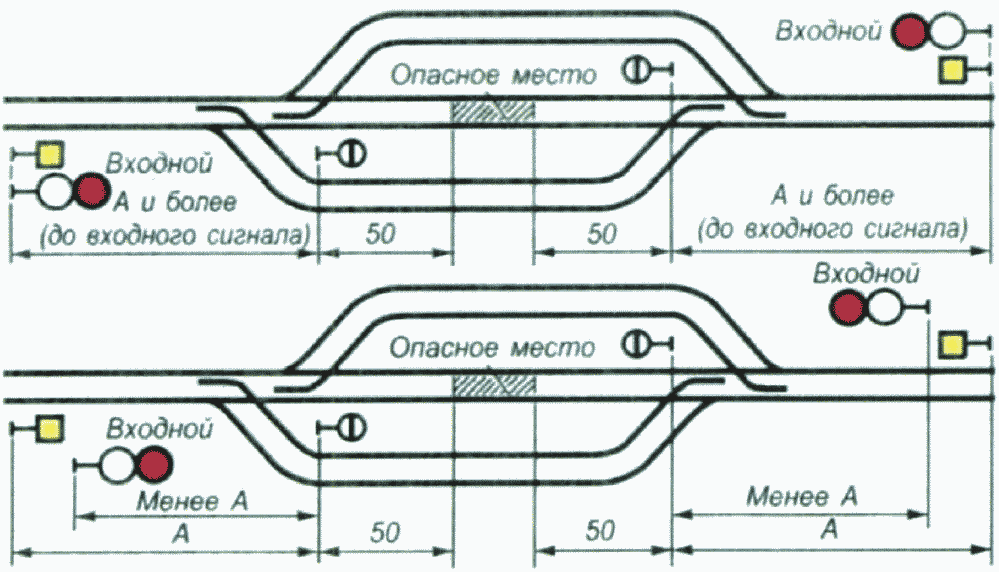 Входной
Опасное место
Входной
А и более
(до входного сигнала)
50
50
А и более
(до входного сигнала)
Входной
Опасное место
Входной
Менее А
А
50
50
Менее А
А